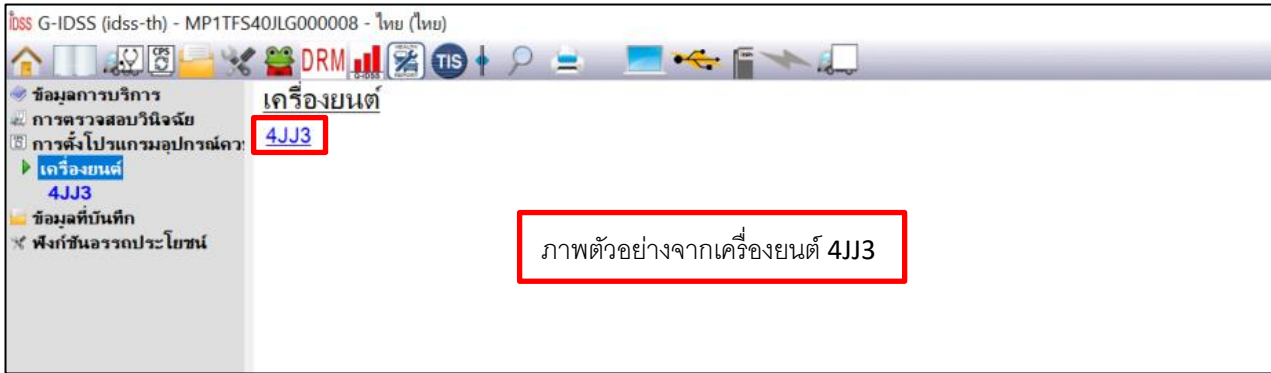 idss G-IDSS (idss-th) - MP1TFS40JLG000008 - ไทย (ไทย)
CPS DRM G-IDSS HEALTH REPORT TIS
ข้อมูลการบริการ
การตรวจสอบวินิจฉัย
การตั้งโปรแกรมอุปกรณ์ควา
เครื่องยนต์
4JJ3
ข้อมูลที่บันทึก
ฟังก์ชันอรรถประโยชน์
เครื่องยนต์
4JJ3
ภาพตัวอย่างจากเครื่องยนต์ 4JJ3